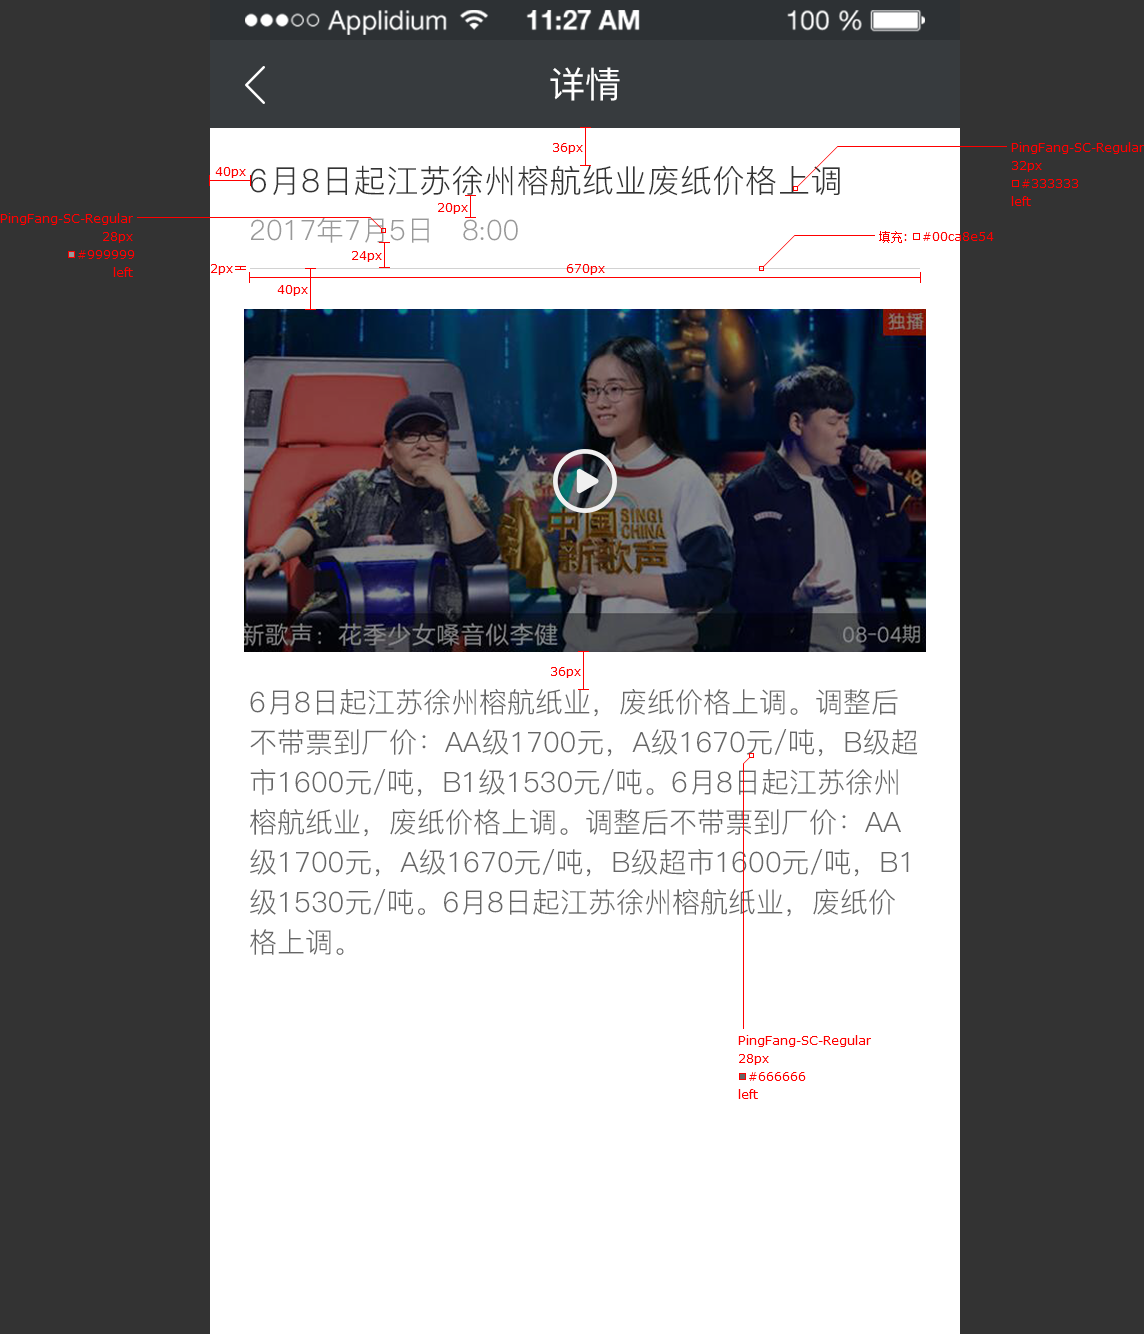 Applidium 11:27 AM 100 %
详情
36px
PingFang-SC-Regular
32px
#333333
left
40px
6月8日起江苏徐州榕航纸业废纸价格上调
20px
PingFang-SC-Regular
28px
#999999
left
2017年7月5日 8:00
填充: #00ca8e54
24px
2px
670px
40px
独播
中国
新歌声
SING!
CHINA
新歌声：花季少女嗓音似李健
08-04期
36px
6月8日起江苏徐州榕航纸业，废纸价格上调。调整后
不带票到厂价：AA级1700元，A级1670元/吨，B级超
市1600元/吨，B1级1530元/吨。6月8日起江苏徐州
榕航纸业，废纸价格上调。调整后不带票到厂价：AA
级1700元，A级1670元/吨，B级超市1600元/吨，B1
级1530元/吨。6月8日起江苏徐州榕航纸业，废纸价
格上调。
PingFang-SC-Regular
28px
#666666
left